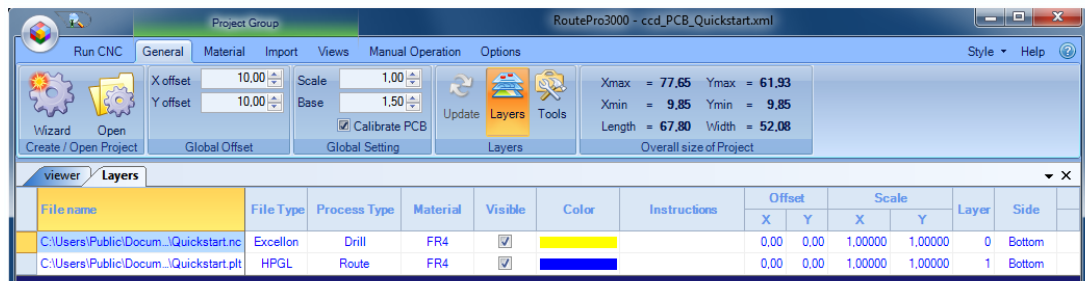 Project Group
RoutePro3000 - ccd_PCB_Quickstart.xml
Run CNC General Material Import Views Manual Operation Options Style Help
X offset 10,00 Scale 1,00 Xmax = 77,65 Ymax = 61,93
Y offset 10,00 Base 1,50 Xmin = 9,85 Ymin = 9,85
Wizard Open Calibrate PCB Update Layers Tools Length = 67,80 Width = 52,08
Create / Open Project Global Offset Global Setting Layers Overall size of Project
viewer Layers
File name File Type Process Type Material Visible Color Instructions Offset Scale Layer Side
X Y X Y
C:\Users\Public\Docum...\Quickstart.nc Excellon Drill FR4 0,00 0,00 1,00000 1,00000 0 Bottom
C:\Users\Public\Docum...\Quickstart.plt HPGL Route FR4 0,00 0,00 1,00000 1,00000 1 Bottom